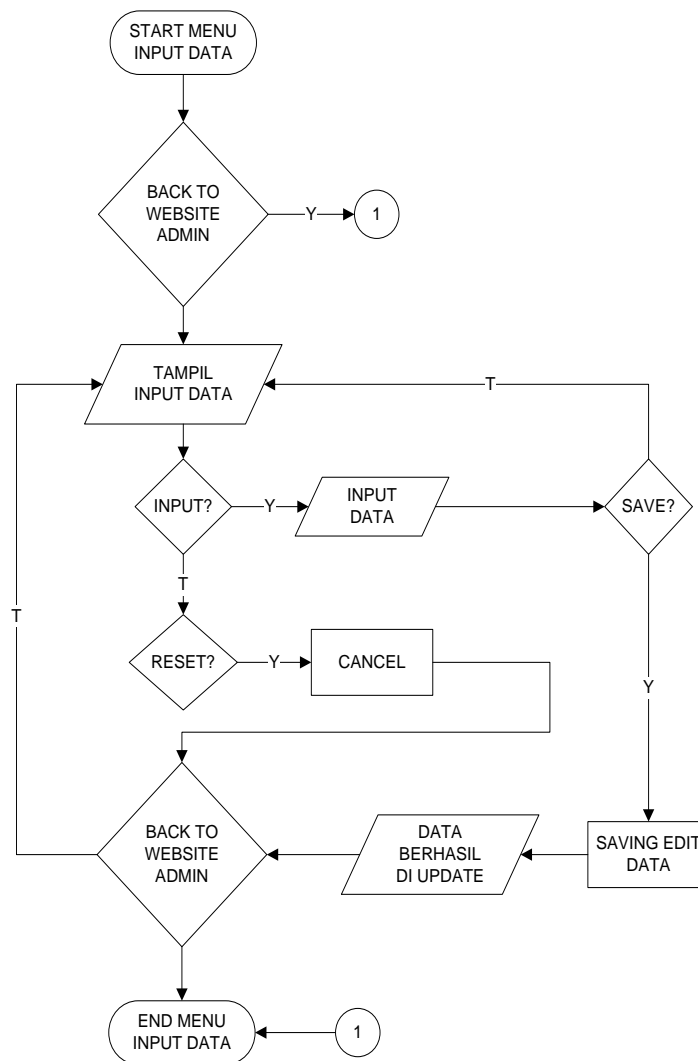 START MENU
INPUT DATA
BACK TO
WEBSITE
ADMIN
Y
1
TAMPIL
INPUT DATA
T
INPUT?
Y
INPUT
DATA
SAVE?
T
T
RESET?
Y
CANCEL
Y
BACK TO
WEBSITE
ADMIN
DATA
BERHASIL
DI UPDATE
SAVING EDIT
DATA
END MENU
INPUT DATA
1